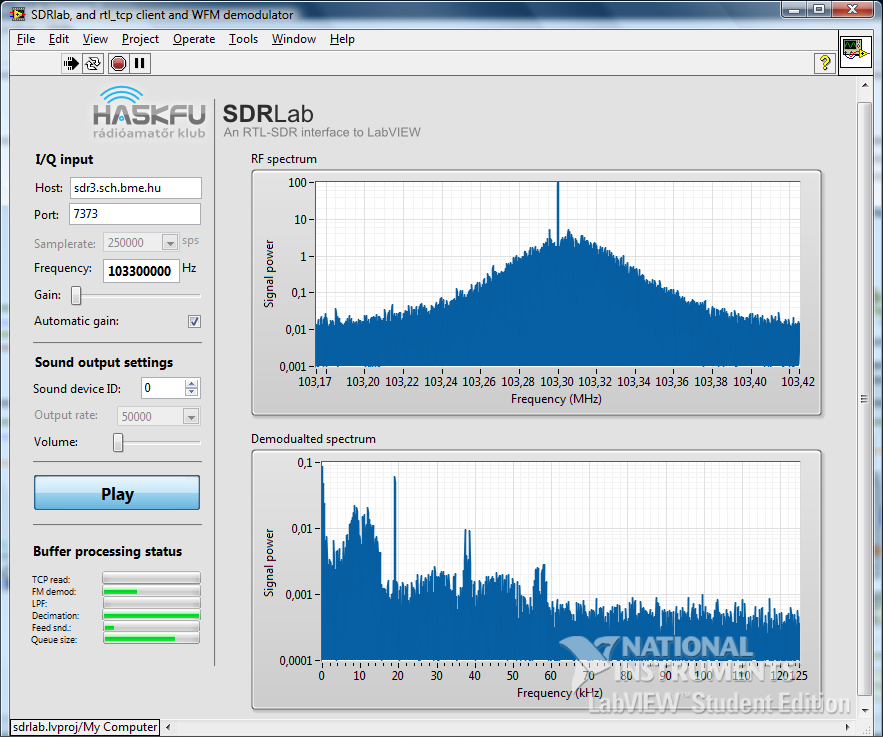 SDRlab, and rtl_tcp client and WFM demodulator
File Edit View Project Operate Tools Window Help
?
HA5KFU
rádióamatőr klub
SDRLab
An RTL-SDR interface to LabVIEW
I/Q input
Host: sdr3.sch.bme.hu
Port: 7373
Samplerate: 250000 sps
Frequency: 103300000 Hz
Gain:
Automatic gain:
Sound output settings
Sound device ID: 0
Output rate: 50000
Volume:
Play
Buffer processing status
TCP read:
FM demod:
LPF:
Decimation:
Feed snd.:
Queue size:
RF spectrum
Signal power
100
10
1
0,1
0,01
0,001
103,17 103,20 103,22 103,24 103,26 103,28 103,30 103,32 103,34 103,36 103,38 103,40 103,42
Frequency (MHz)
Demodualted spectrum
Signal power
0,1
0,01
0,001
0,0001
0 10 20 30 40 50 60 70 80 90 100 110 120 125
Frequency (kHz)
NATIONAL
INSTRUMENTS
LabVIEW™ Student Edition
sdrlab.lvproj/My Computer